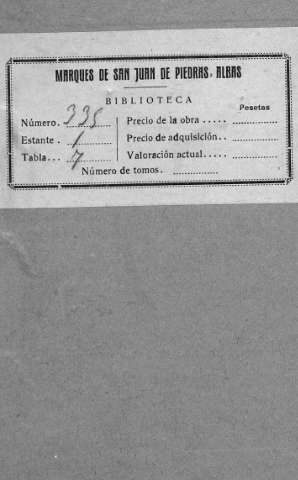 MARQUES DE SAN JUAN DE PIEDRAS ALBAS
BIBLIOTECA
Pesetas
Número. 335 Precio de la obra .....
Estante . 1 Precio de adquisición..
Tabla... 7 Valoración actual.....
Número de tomos.